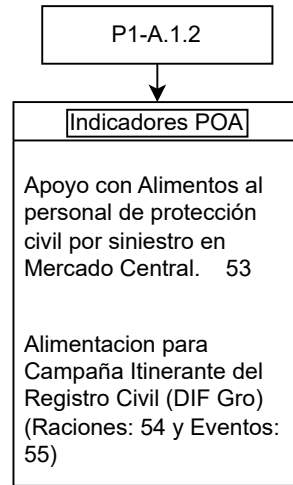 P1-A.1.2
Indicadores POA
Apoyo con Alimentos al
personal de protección
civil por siniestro en
Mercado Central. 53
Alimentacion para
Campaña Itinerante del
Registro Civil (DIF Gro)
(Raciones: 54 y Eventos:
55)